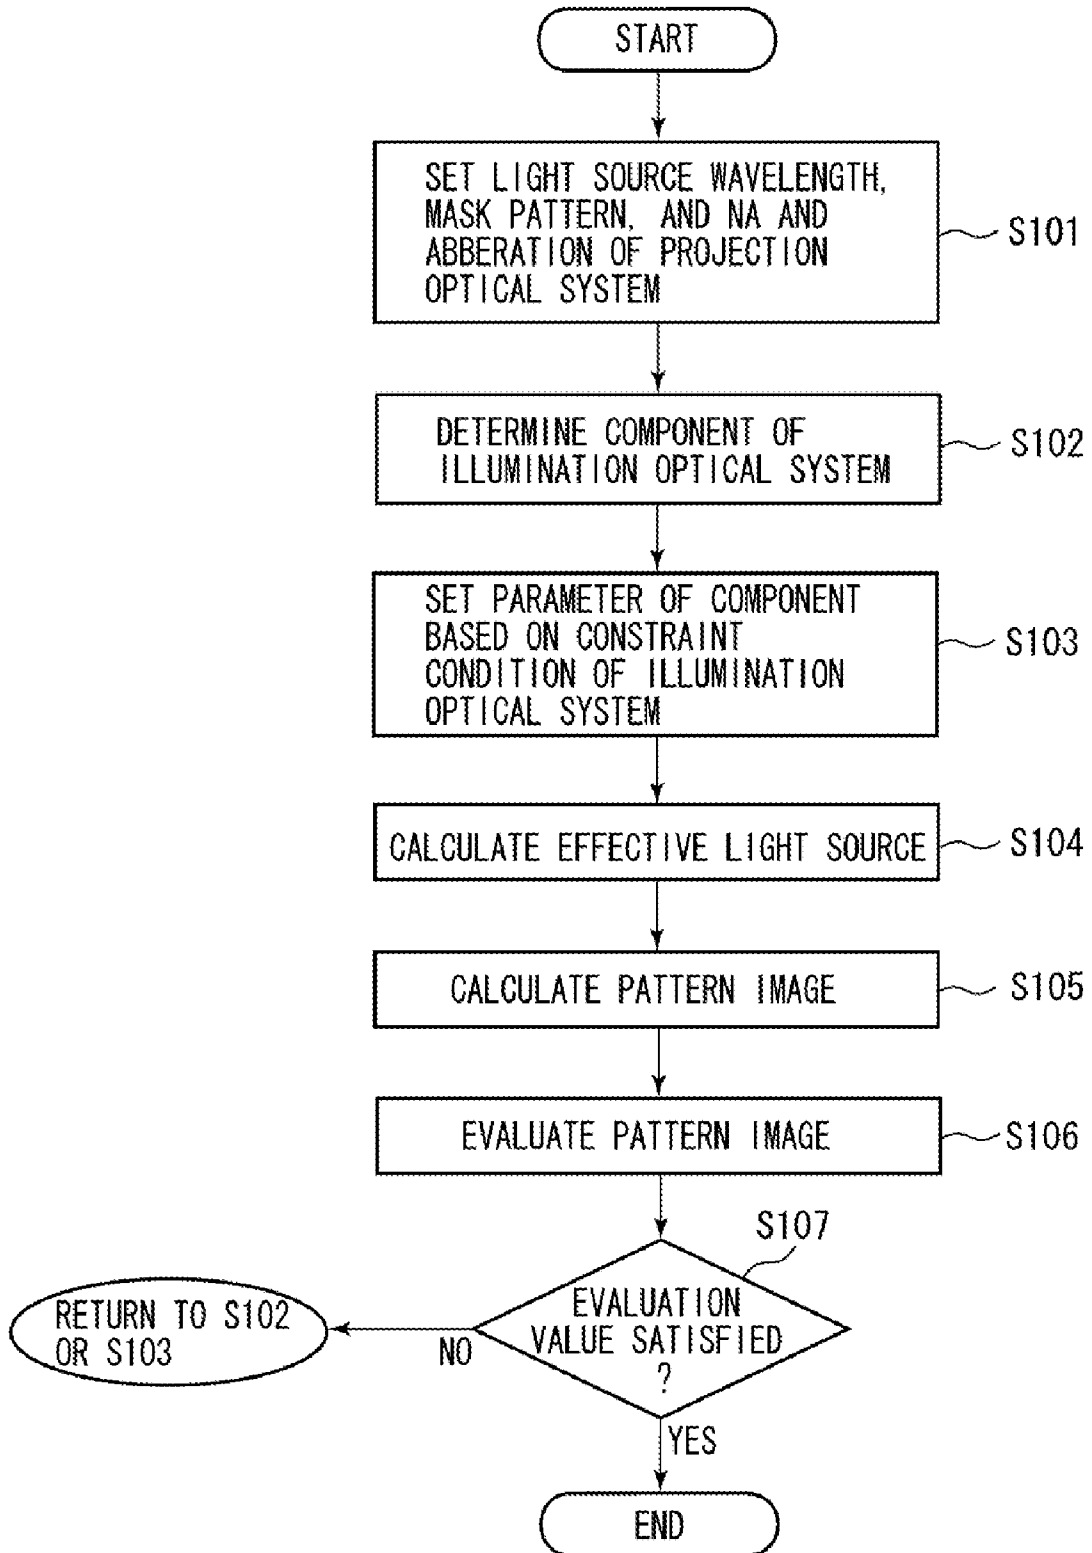 START
SET LIGHT SOURCE WAVELENGTH,
MASK PATTERN, AND NA AND
ABBERATION OF PROJECTION
OPTICAL SYSTEM
S101
DETERMINE COMPONENT OF
ILLUMINATION OPTICAL SYSTEM
S102
SET PARAMETER OF COMPONENT
BASED ON CONSTRAINT
CONDITION OF ILLUMINATION
OPTICAL SYSTEM
S103
CALCULATE EFFECTIVE LIGHT SOURCE
S104
CALCULATE PATTERN IMAGE
S105
EVALUATE PATTERN IMAGE
S106
S107
EVALUATION
VALUE SATISFIED
?
NO
RETURN TO S102
OR S103
YES
END